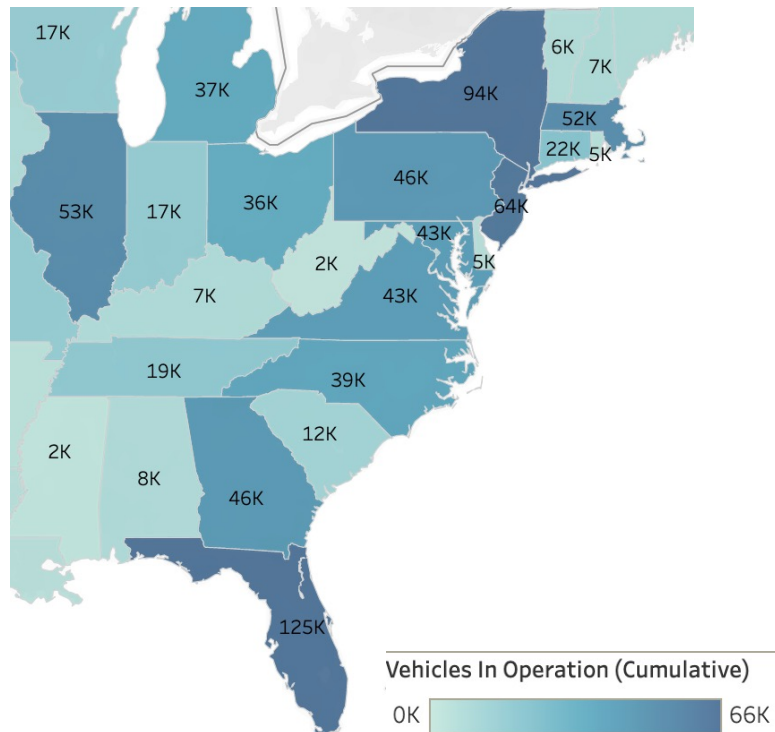 17K
6K
7K
37K
94K
52K
22K
5K
53K
17K
36K
46K
64K
43K
2K
5K
7K
43K
19K
39K
12K
2K
8K
46K
125K
Vehicles In Operation (Cumulative)
0K
66K